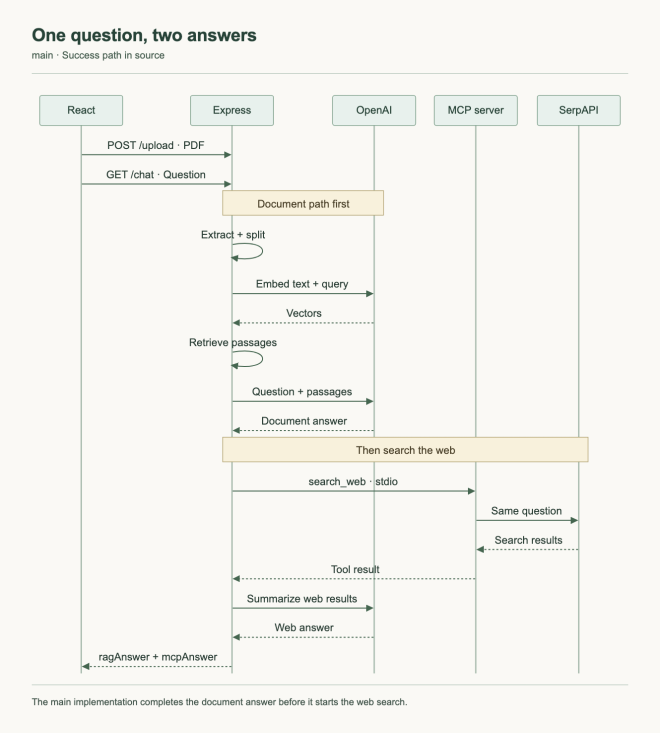 One question, two answers
main · Success path in source
React
Express
OpenAI
MCP server
SerpAPI
POST /upload · PDF
GET /chat · Question
Document path first
Extract + split
Embed text + query
Vectors
Retrieve passages
Question + passages
Document answer
Then search the web
search_web · stdio
Same question
Search results
Tool result
Summarize web results
Web answer
ragAnswer + mcpAnswer
The main implementation completes the document answer before it starts the web search.